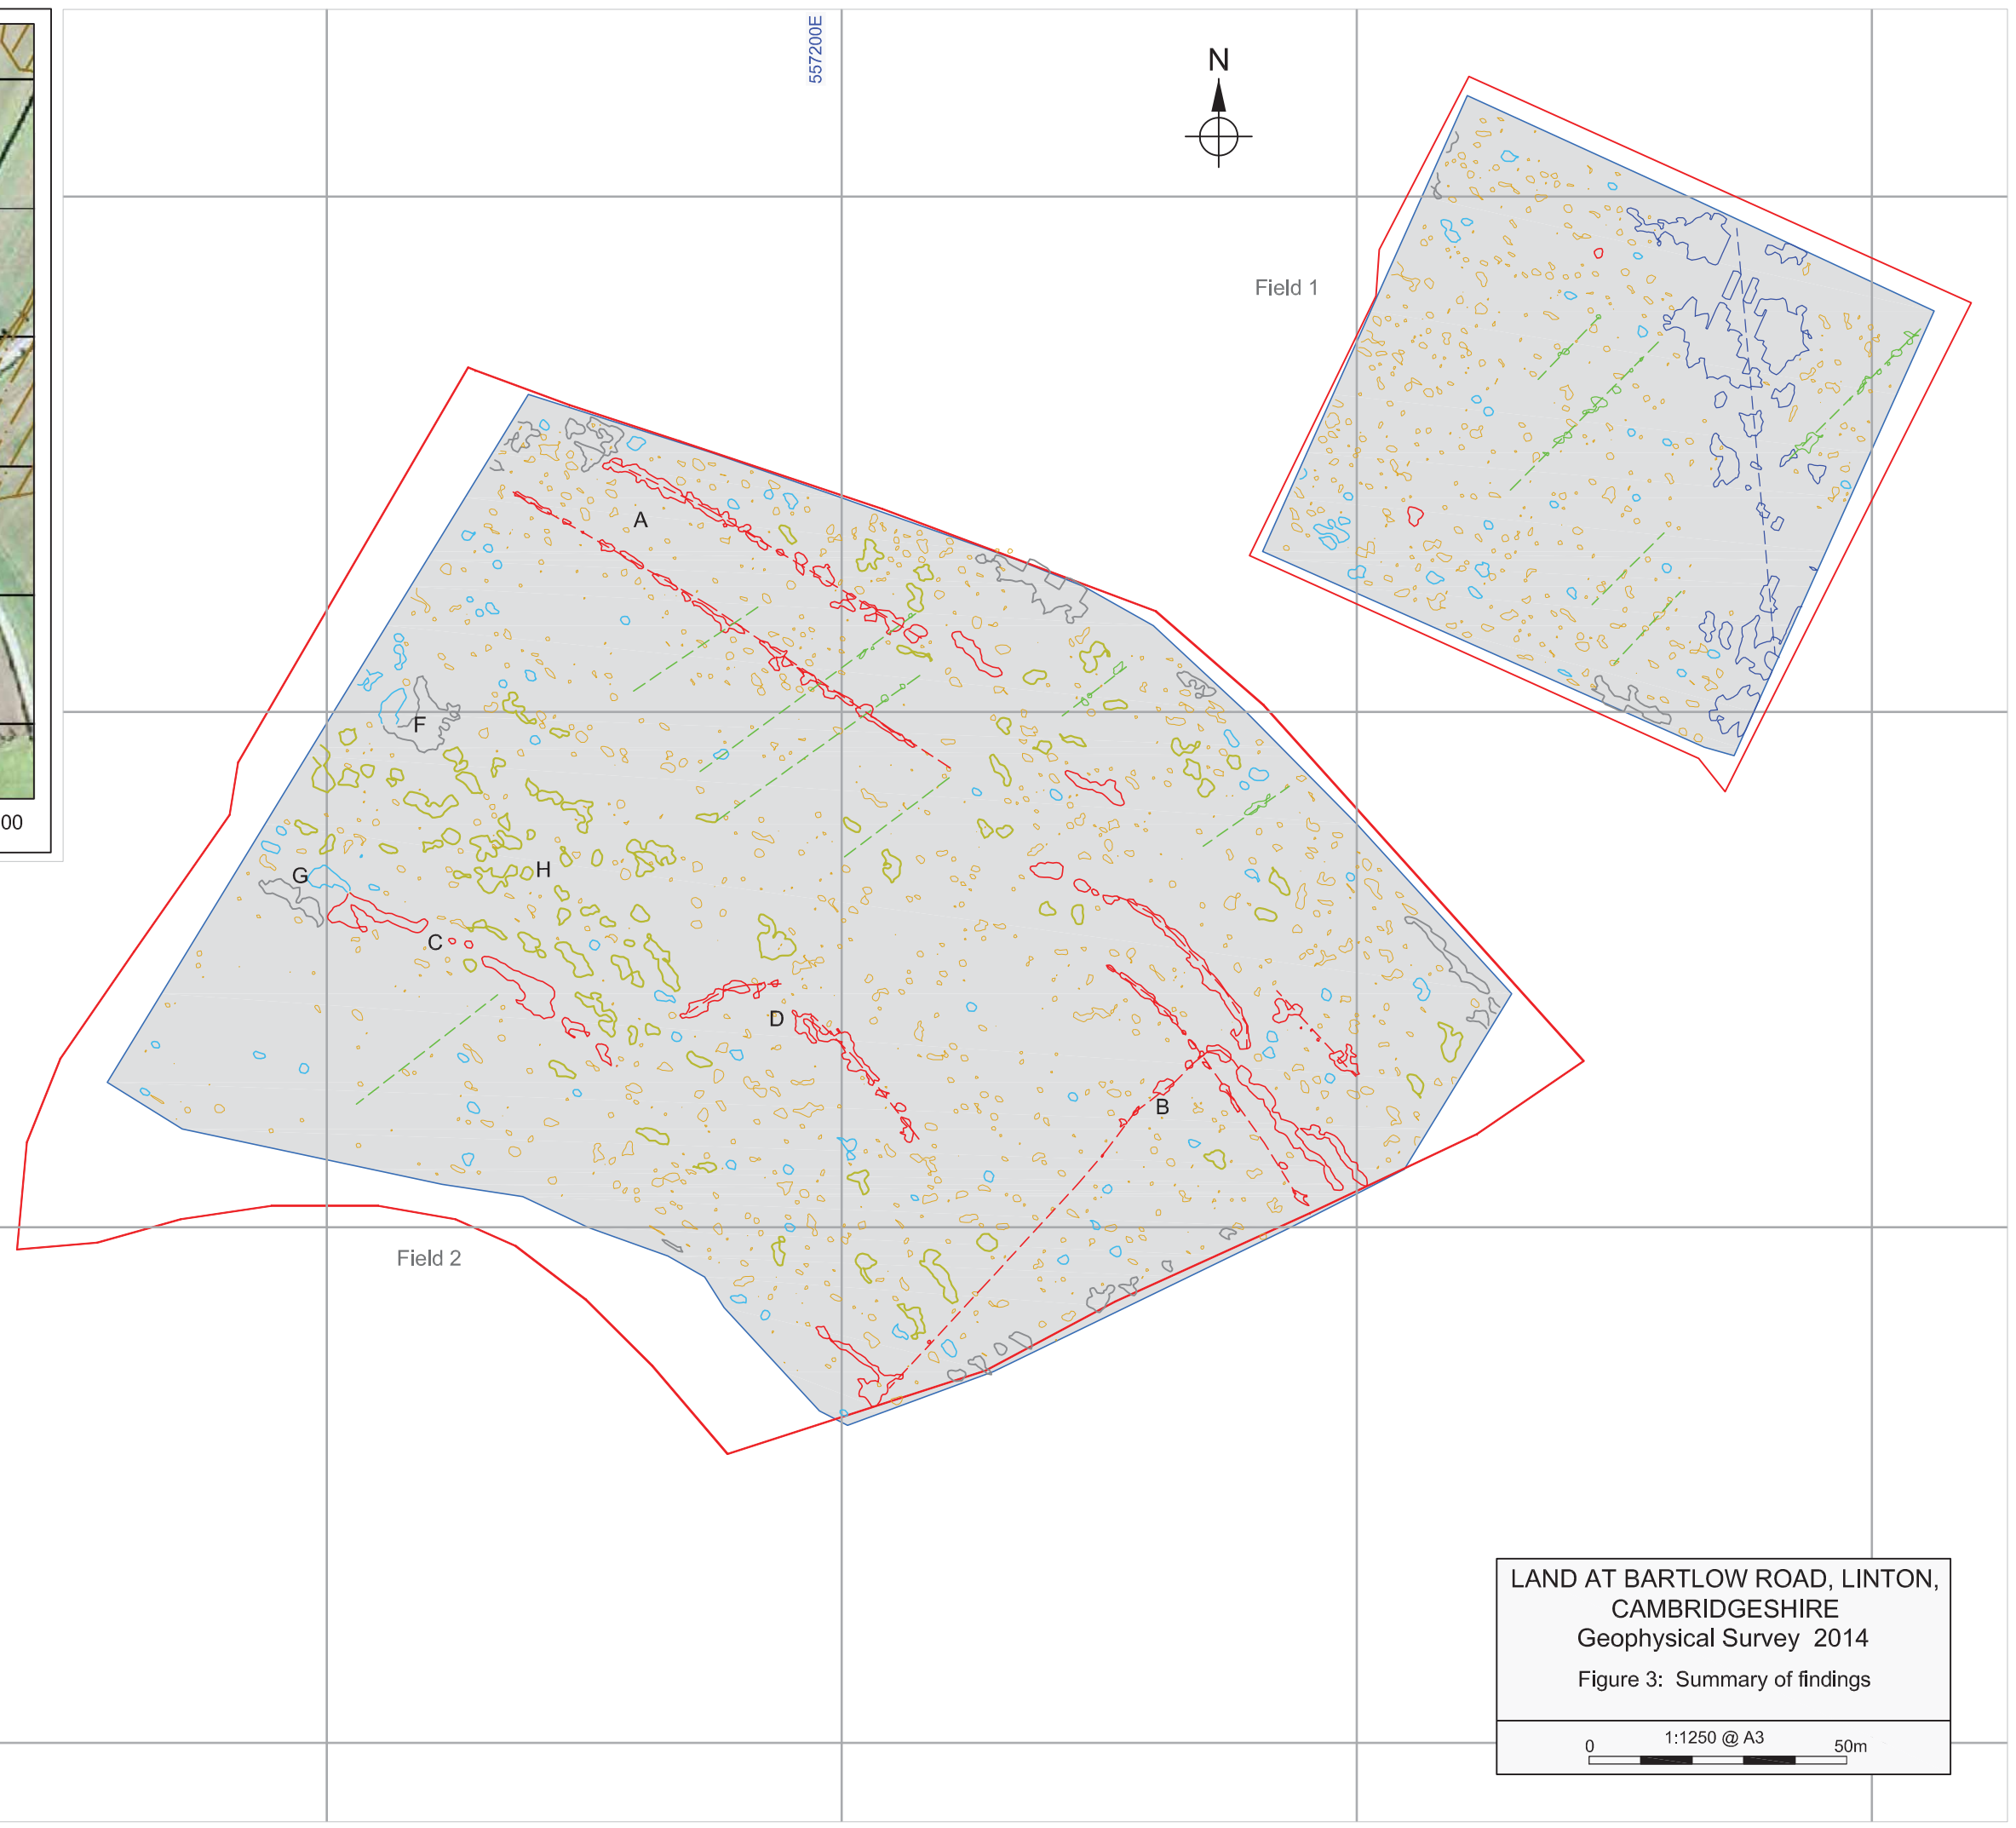 557200E
N
Field 1
A
F
H
G
C
D
B
Field 2
00
LAND AT BARTLOW ROAD, LINTON,
CAMBRIDGESHIRE
Geophysical Survey 2014
Figure 3: Summary of findings
1:1250 @ A3
0 50m